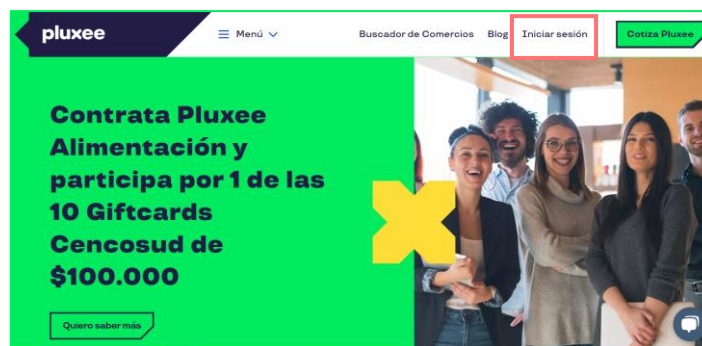 pluxee
Menú
Buscador de Comercios
Blog
Iniciar sesión
Cotiza Pluxee
Contrata Pluxee
Alimentación y
participa por 1 de las
10 Giftcards
Cencosud de
$100.000
Quiero saber más